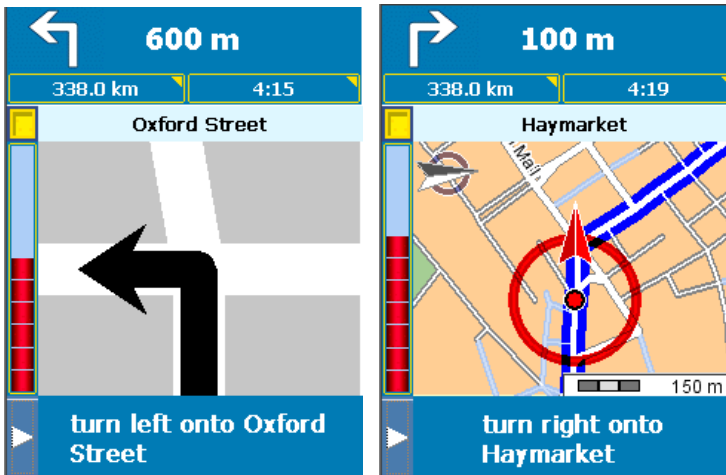 600 m
338.0 km
4:15
Oxford Street
turn left onto Oxford
Street
100 m
338.0 km
4:19
Haymarket
Mall
150 m
turn right onto
Haymarket